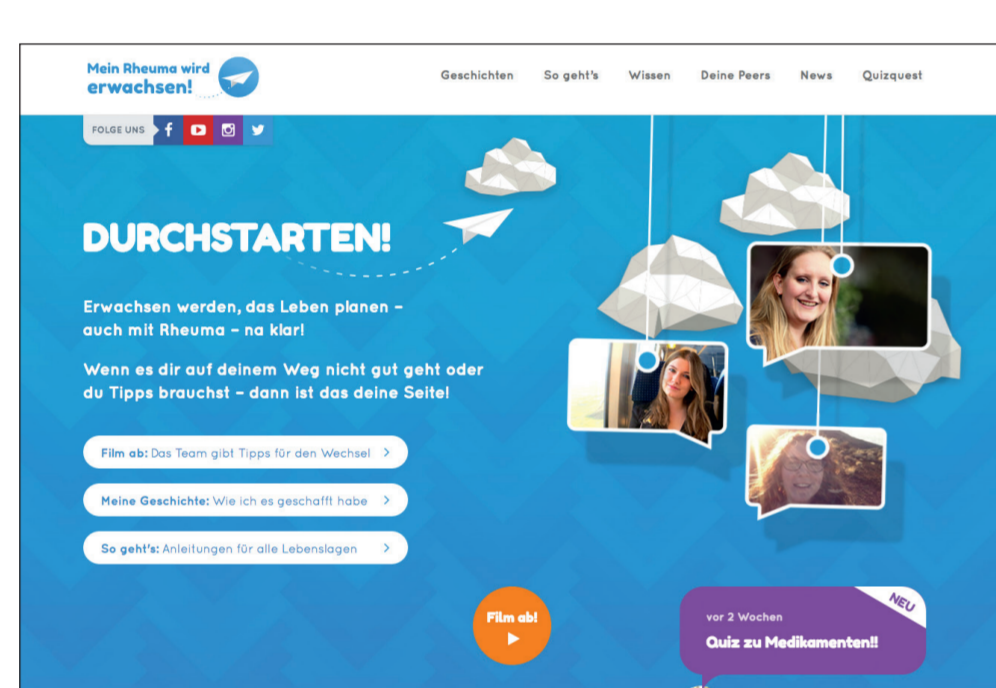 Mein Rheuma wird
erwachsen!
Geschichten So geht's Wissen Deine Peers News Quizquest
FOLGE UNS
DURCHSTARTEN!
Erwachsen werden, das Leben planen –
auch mit Rheuma – na klar!
Wenn es dir auf deinem Weg nicht gut geht oder
du Tipps brauchst – dann ist das deine Seite!
Film ab: Das Team gibt Tipps für den Wechsel
Meine Geschichte: Wie ich es geschafft habe
So geht's: Anleitungen für alle Lebenslagen
Film ab!
NEU
vor 2 Wochen
Quiz zu Medikamenten!!